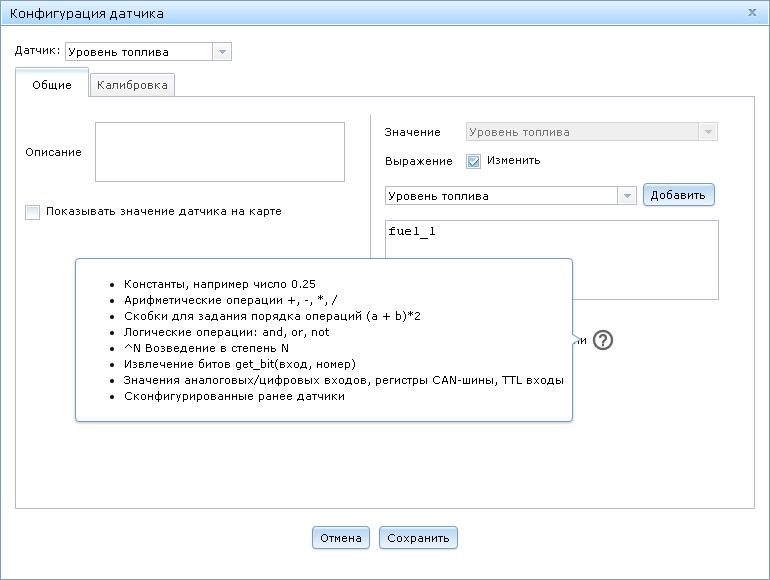 Конфигурация датчика
Датчик: Уровень топлива
Общие Калибровка
Описание
Показывать значение датчика на карте
Значение Уровень топлива
Выражение Изменить
Уровень топлива Добавить
fuel_l
Константы, например число 0.25
Арифметические операции +, -, *, /
Скобки для задания порядка операций (a + b)*2
Логические операции: and, or, not
^N Возведение в степень N
Извлечение битов get_bit(вход, номер)
Значения аналоговых/цифровых входов, регистры CAN-шины, TTL входы
Сконфигурированные ранее датчики
?
Отмена Сохранить